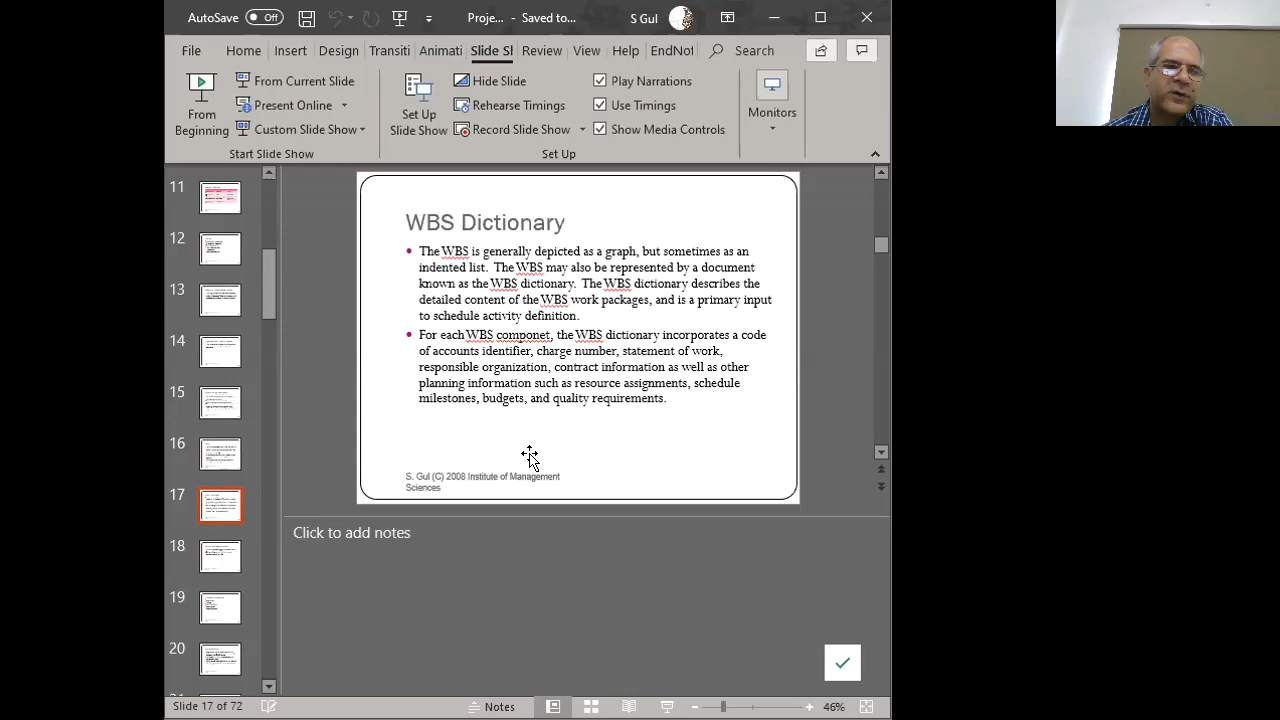 AutoSave Off Proje... - Saved to... S Gul
File Home Insert Design Transiti Animati Slide Sl Review View Help EndNot Search
From Beginning
From Current Slide
Present Online
Custom Slide Show
Start Slide Show
Set Up Slide Show
Hide Slide
Rehearse Timings
Record Slide Show
Play Narrations
Use Timings
Show Media Controls
Set Up
Monitors
11
12
13
14
15
16
17
18
19
20
WBS Dictionary
• The WBS is generally depicted as a graph, but sometimes as an
indented list. The WBS may also be represented by a document
known as the WBS dictionary. The WBS dictionary describes the
detailed content of the WBS work packages, and is a primary input
to schedule activity definition.
• For each WBS componet, the WBS dictionary incorporates a code
of accounts identifier, charge number, statement of work,
responsible organization, contract information as well as other
planning information such as resource assignments, schedule
milestones, budgets, and quality requirements.
S. Gul (C) 2008 Institute of Management
Sciences
Click to add notes
Slide 17 of 72 Notes 46%